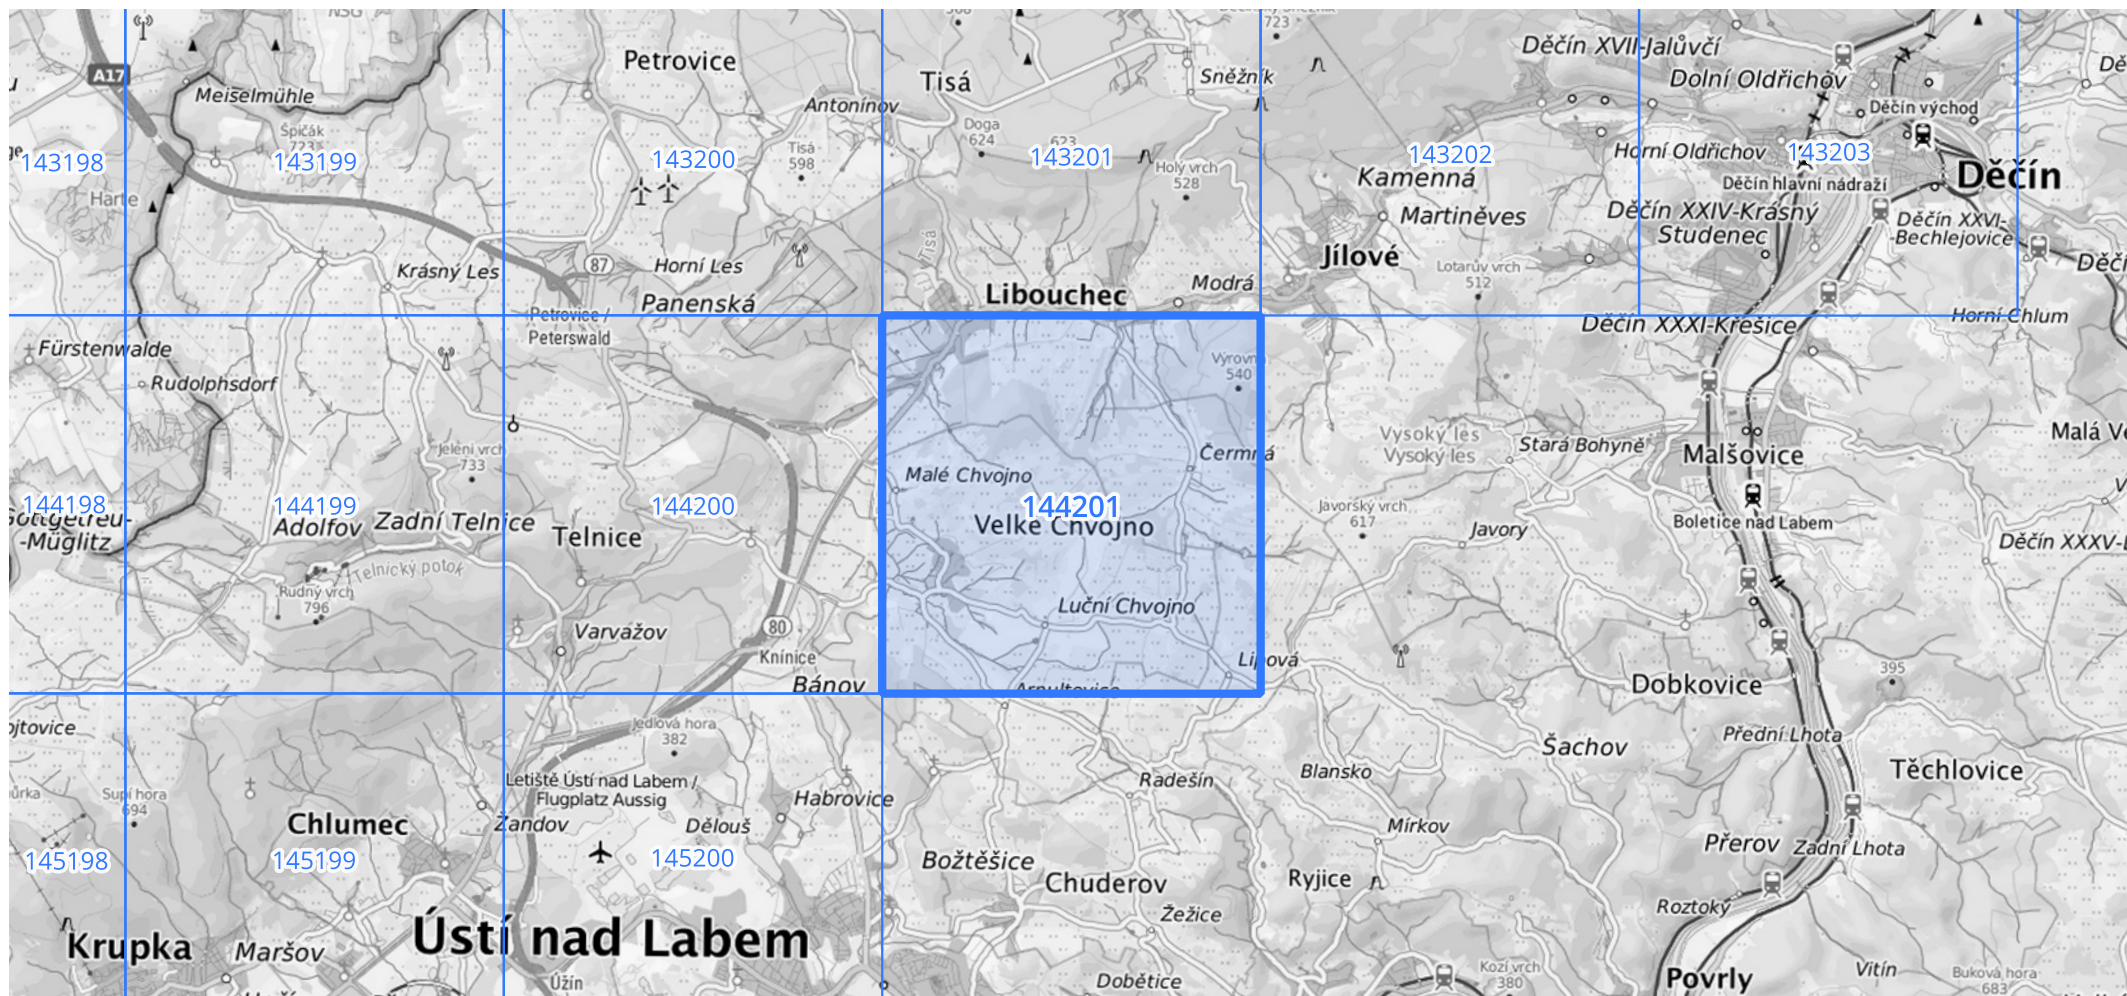 NSG
Petrovice
723
Děčín XVII-Jalůvčí
A17
Meiselmühle
Tisá
Sněžník
Dolní Oldřichov
Děčín východ
Antonínov
Špičák
723
Doga
624
623
Tisá
598
Holý vrch
528
143198
143199
143200
143201
143202
143203
Horní Oldřichov
Kamenná
Děčín hlavní nádraží
Děčín
Harte
Martiněves
Děčín XXIV-Krásný
Studenec
Děčín XXVI-
-Bechlejovice
Tisá
Jílové
Lotarův vrch
512
Krásný Les
87
Horní Les
Panenská
Libouchec
Modrá
Petrovice /
Peterswald
Děčín XXXI-Křešice
Horní Chlum
Fürstenwalde
Rudolphsdorf
540
Malšovice
Vysoký les
Vysoký les
Stará Bohyně
Čermná
Jelení vrch
733
Malé Chvojno
144198
144199
144200
144201
Velké Chvojno
Javorský vrch
617
Javory
Boletice nad Labem
-Müglitz
Adolfov
Zadní Telnice
Telnice
Telnický potok
Rudný vrch
796
Luční Chvojno
Varvažov
80
Knínice
Bánov
Lipová
Arnultovice
Dobkovice
395
Jedlová hora
382
Šachov
Přední Lhota
Těchlovice
Letiště Ústí nad Labem /
Flugplatz Aussig
Habrovice
Radešín
Blansko
Supí hora
694
Chlumec
Žandov
Dělouš
Mírkov
Přerov
Zadní Lhota
145198
145199
145200
Božtěšice
Chuderov
Ryjice
Žežice
Roztoky
Krupka
Maršov
Ústí nad Labem
Úžín
Dobětice
Kozí vrch
380
Povrly
Vitín
Buková hora
683